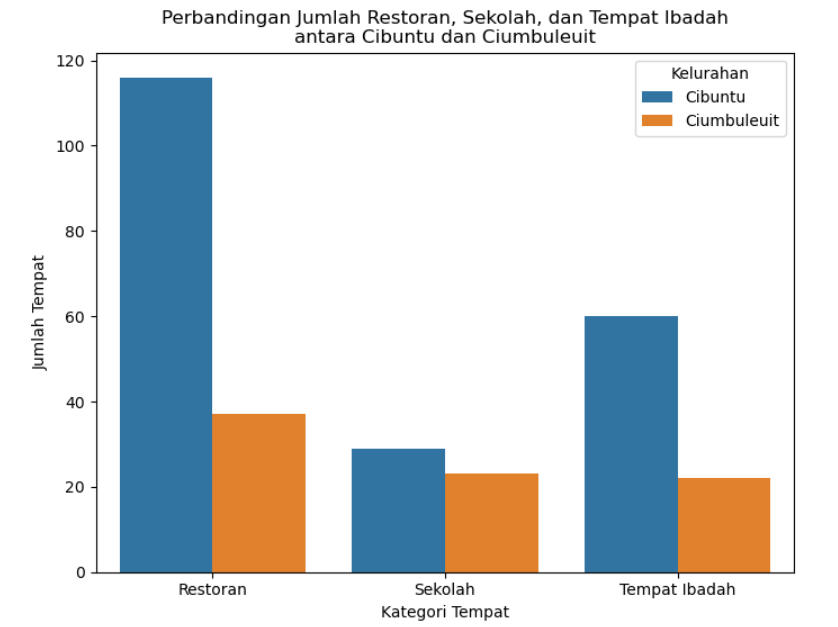 Perbandingan Jumlah Restoran, Sekolah, dan Tempat Ibadah
antara Cibuntu dan Ciumbuleuit
Kelurahan
Cibuntu
Ciumbuleuit
Jumlah Tempat
120
100
80
60
40
20
0
Restoran
Sekolah
Tempat Ibadah
Kategori Tempat